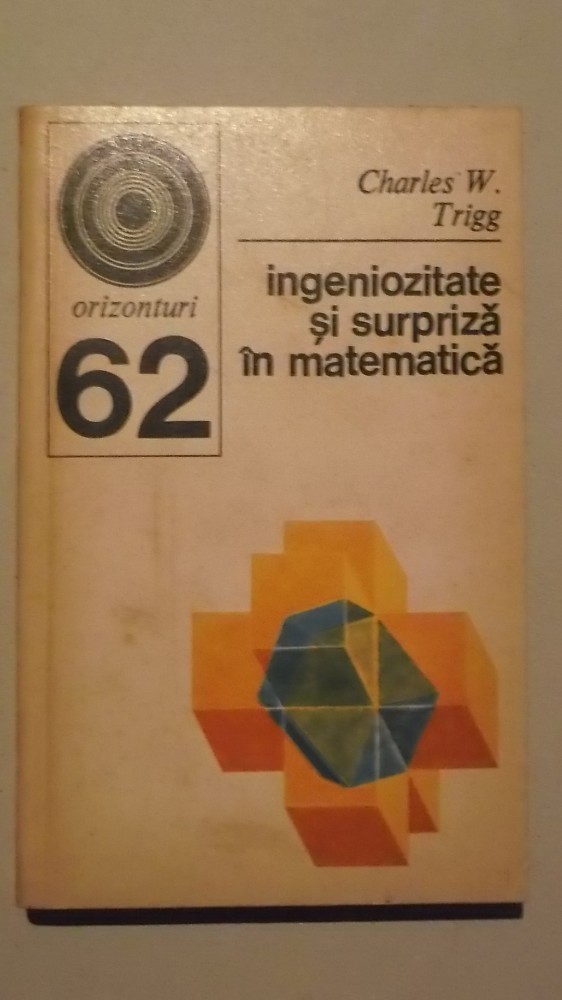 orizonturi
62
Charles W.
Trigg
ingeniozitate
și surpriză
în matematică